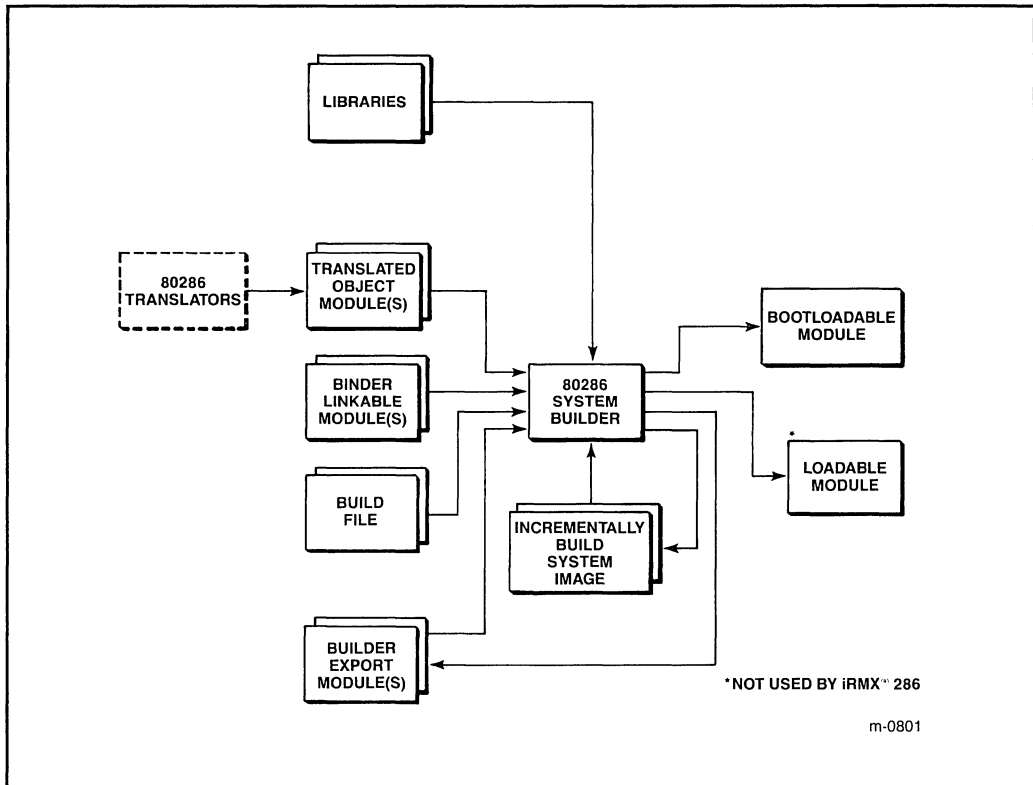 LIBRARIES
80286
TRANSLATORS
TRANSLATED
OBJECT
MODULE(S)
BINDER
LINKABLE
MODULE(S)
BUILD
FILE
BUILDER
EXPORT
MODULE(S)
80286
SYSTEM
BUILDER
INCREMENTALLY
BUILD
SYSTEM
IMAGE
BOOTLOADABLE
MODULE
*
LOADABLE
MODULE
*NOT USED BY iRMX 286
m-0801